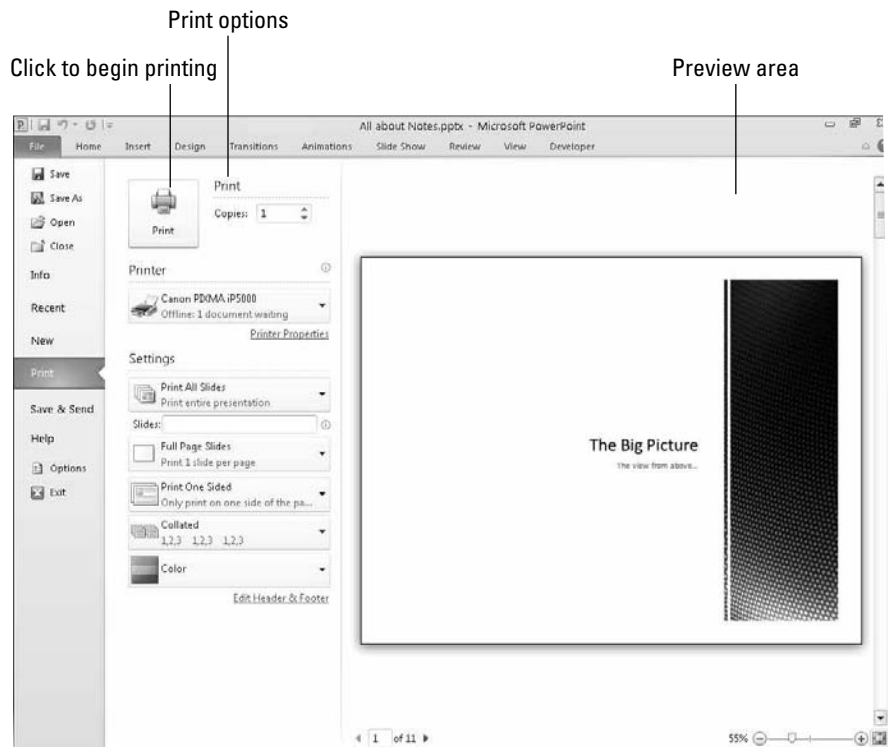 Print options
Click to begin printing
Preview area
All about Notes.pptx - Microsoft PowerPoint
File Home Insert Design Transitions Animations Slide Show Review View Developer
Save
Save As
Open
Close
Info
Recent
New
Print
Save & Send
Help
Options
Exit
Print
Print
Copies: 1
Printer
Canon PIXMA iP5000
Offline: 1 document waiting
Printer Properties
Settings
Print All Slides
Print entire presentation
Slides:
Full Page Slides
Print 1 slide per page
Print One Sided
Only print on one side of the pa...
Collated
1,2,3 1,2,3 1,2,3
Color
Edit Header & Footer
The Big Picture
The view from above...
1 of 11
55%